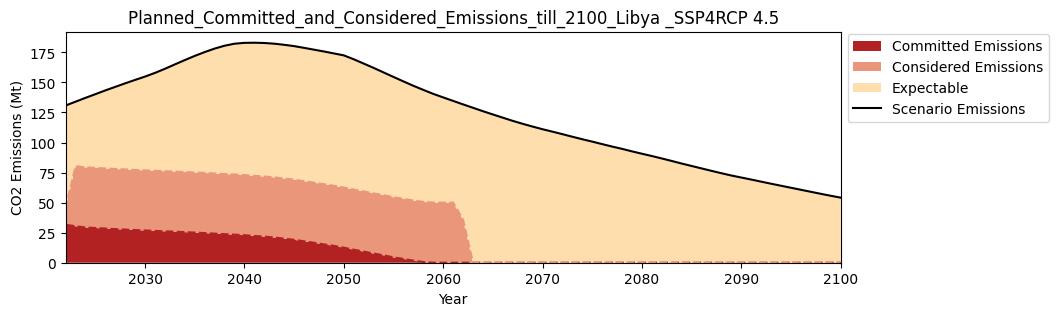 Planned_Committed_and_Considered_Emissions_till_2100_Libya _SSP4RCP 4.5
CO2 Emissions (Mt)
175
150
125
100
75
50
25
0
2030 2040 2050 2060 2070 2080 2090 2100
Year
Committed Emissions
Considered Emissions
Expectable
Scenario Emissions